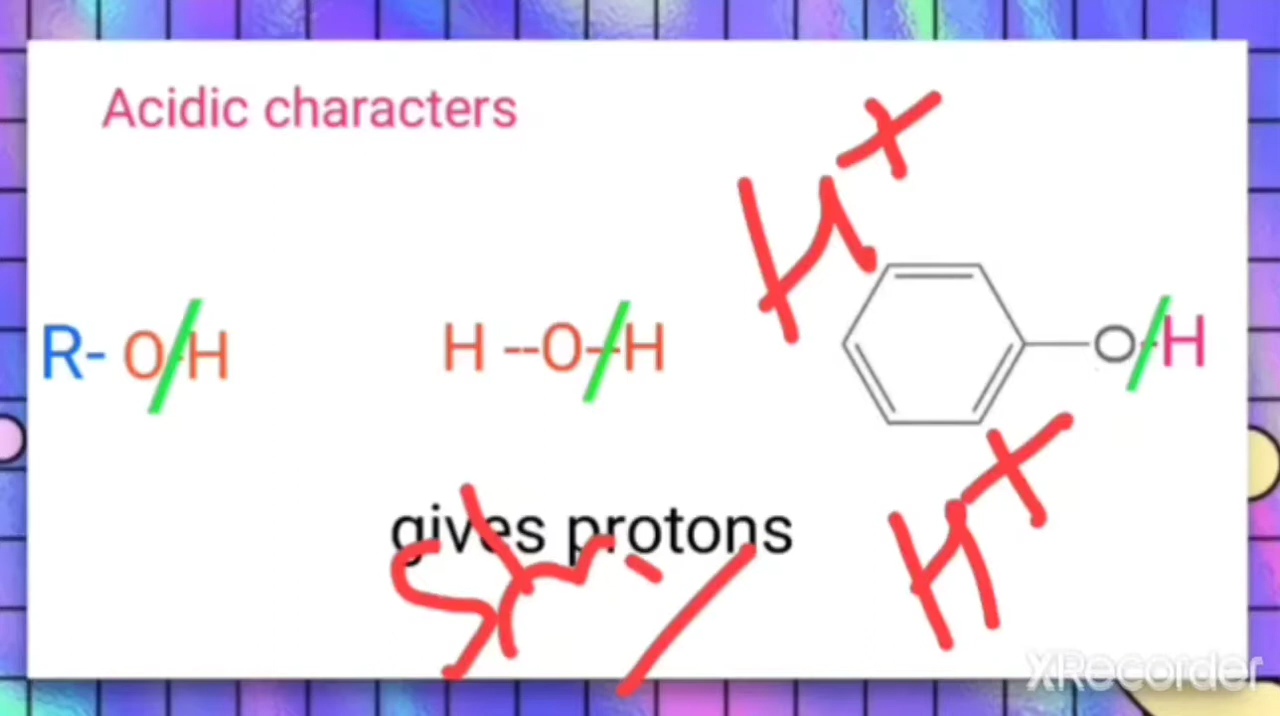 Acidic characters
H+
R- O-H
H --O--H
O-H
gives protons
H+
XRecorder